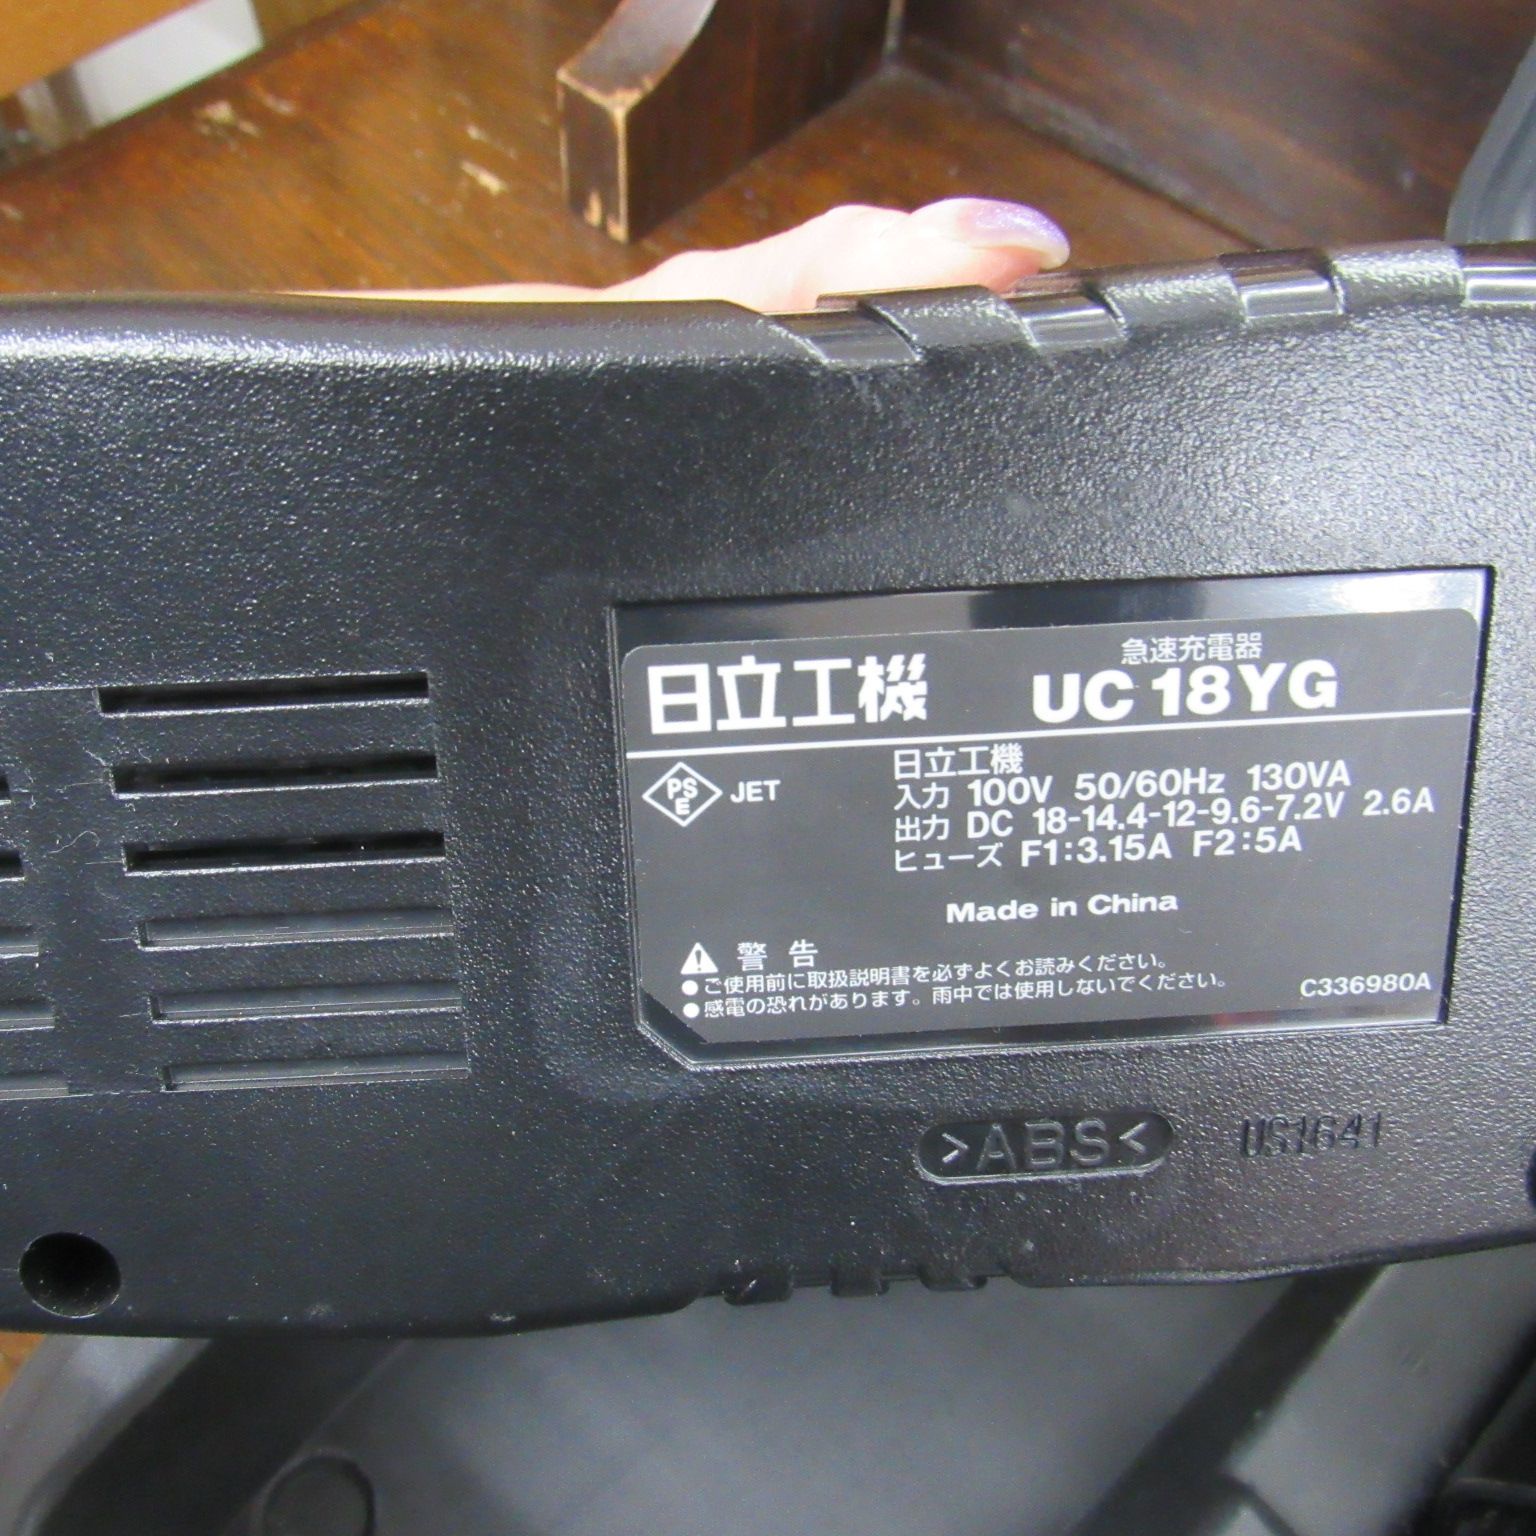 急速充電器
日立工機 UC 18YG
PS
E
JET
日立工機
入力 100V 50/60Hz 130VA
出力 DC 18-14.4-12-9.6-7.2V 2.6A
ヒューズ F1:3.15A F2:5A
Made in China
警告
●ご使用前に取扱説明書を必ずよくお読みください。
●感電の恐れがあります。雨中では使用しないでください。
C336980A
>ABS<
US1641